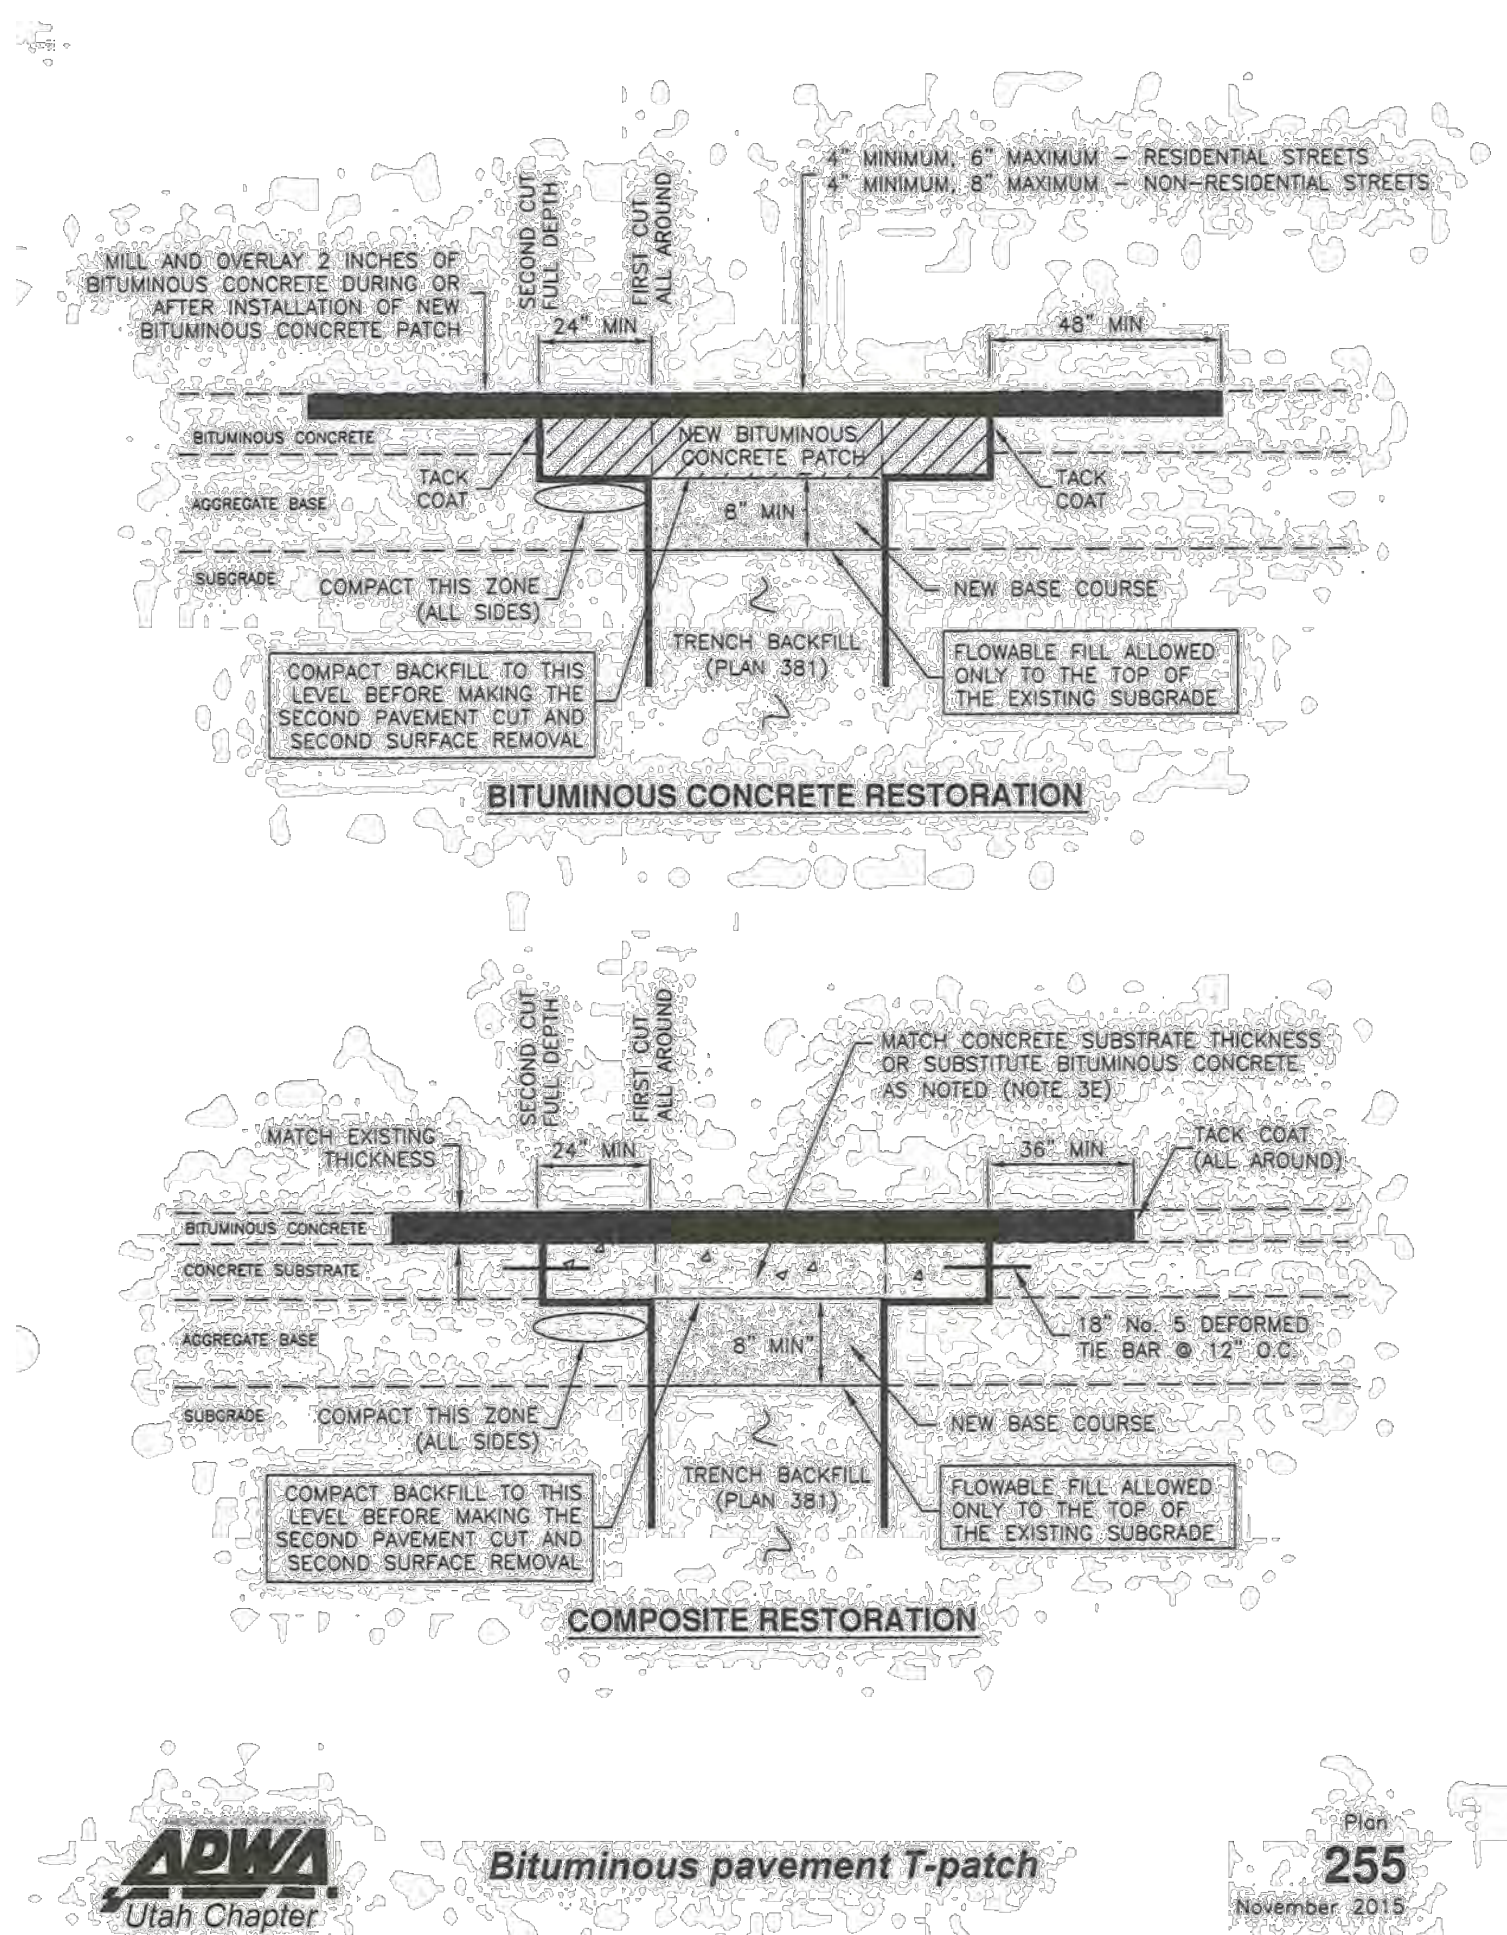 4" MINIMUM, 6" MAXIMUM – RESIDENTIAL STREETS
4" MINIMUM, 8" MAXIMUM – NON-RESIDENTIAL STREETS
SECOND CUT
FULL DEPTH
FIRST CUT
ALL AROUND
MILL AND OVERLAY 2 INCHES OF
BITUMINOUS CONCRETE DURING OR
AFTER INSTALLATION OF NEW
BITUMINOUS CONCRETE PATCH
24" MIN
48" MIN
BITUMINOUS CONCRETE
NEW BITUMINOUS
CONCRETE PATCH
TACK
COAT
TACK
COAT
AGGREGATE BASE
8" MIN
SUBGRADE
COMPACT THIS ZONE
(ALL SIDES)
NEW BASE COURSE
TRENCH BACKFILL
(PLAN 381)
FLOWABLE FILL ALLOWED
ONLY TO THE TOP OF
THE EXISTING SUBGRADE
COMPACT BACKFILL TO THIS
LEVEL BEFORE MAKING THE
SECOND PAVEMENT CUT AND
SECOND SURFACE REMOVAL
BITUMINOUS CONCRETE RESTORATION
SECOND CUT
FULL DEPTH
FIRST CUT
ALL AROUND
MATCH CONCRETE SUBSTRATE THICKNESS
OR SUBSTITUTE BITUMINOUS CONCRETE
AS NOTED (NOTE 3E)
MATCH EXISTING
THICKNESS
24" MIN
36" MIN
TACK COAT
(ALL AROUND)
BITUMINOUS CONCRETE
CONCRETE SUBSTRATE
AGGREGATE BASE
8" MIN"
18" No. 5 DEFORMED
TIE BAR @ 12" O.C.
SUBGRADE
COMPACT THIS ZONE
(ALL SIDES)
NEW BASE COURSE
TRENCH BACKFILL
(PLAN 381)
FLOWABLE FILL ALLOWED
ONLY TO THE TOP OF
THE EXISTING SUBGRADE
COMPACT BACKFILL TO THIS
LEVEL BEFORE MAKING THE
SECOND PAVEMENT CUT AND
SECOND SURFACE REMOVAL
COMPOSITE RESTORATION
APWA
Utah Chapter
Bituminous pavement T-patch
Plan
255
November 2015